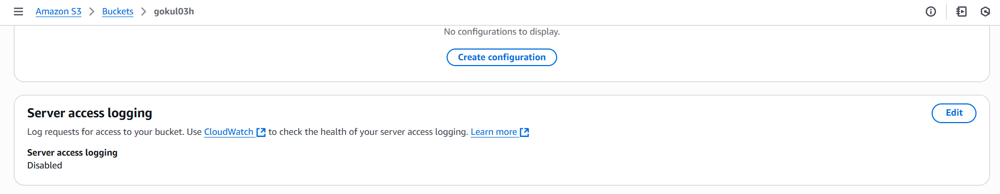 Amazon S3 > Buckets > gokul03h
No configurations to display.
Create configuration
Server access logging
Edit
Log requests for access to your bucket. Use CloudWatch to check the health of your server access logging. Learn more
Server access logging
Disabled